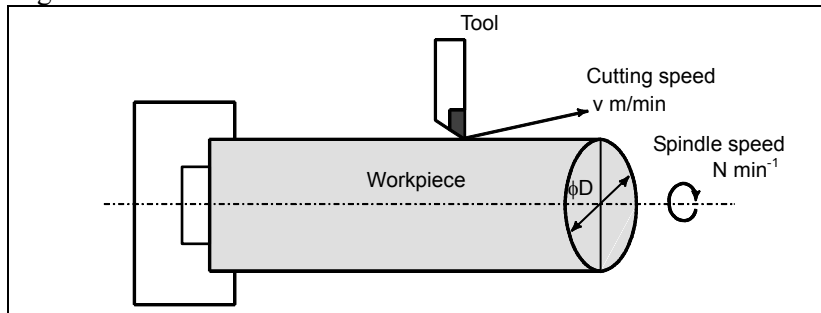 Tool
Cutting speed
v m/min
Spindle speed
N min⁻¹
Workpiece
ϕD